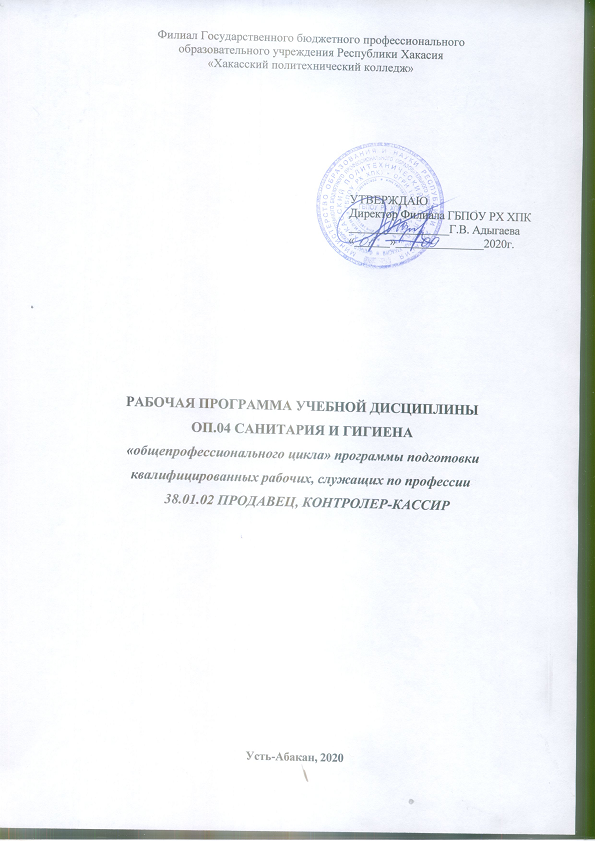 Филиал Государственного бюджетного профессионального
образовательного учреждения Республики Хакасия
«Хакасский политехнический колледж»
УТВЕРЖДАЮ
Директор Филиала ГБПОУ РХ ХПК
Г.В. Адыгаева
2020г.
РАБОЧАЯ ПРОГРАММА УЧЕБНОЙ ДИСЦИПЛИНЫ
ОП.04 САНИТАРИЯ И ГИГИЕНА
«общепрофессионального цикла» программы подготовки
квалифицированных рабочих, служащих по профессии
38.01.02 ПРОДАВЕЦ, КОНТРОЛЕР-КАССИР
Усть-Абакан, 2020